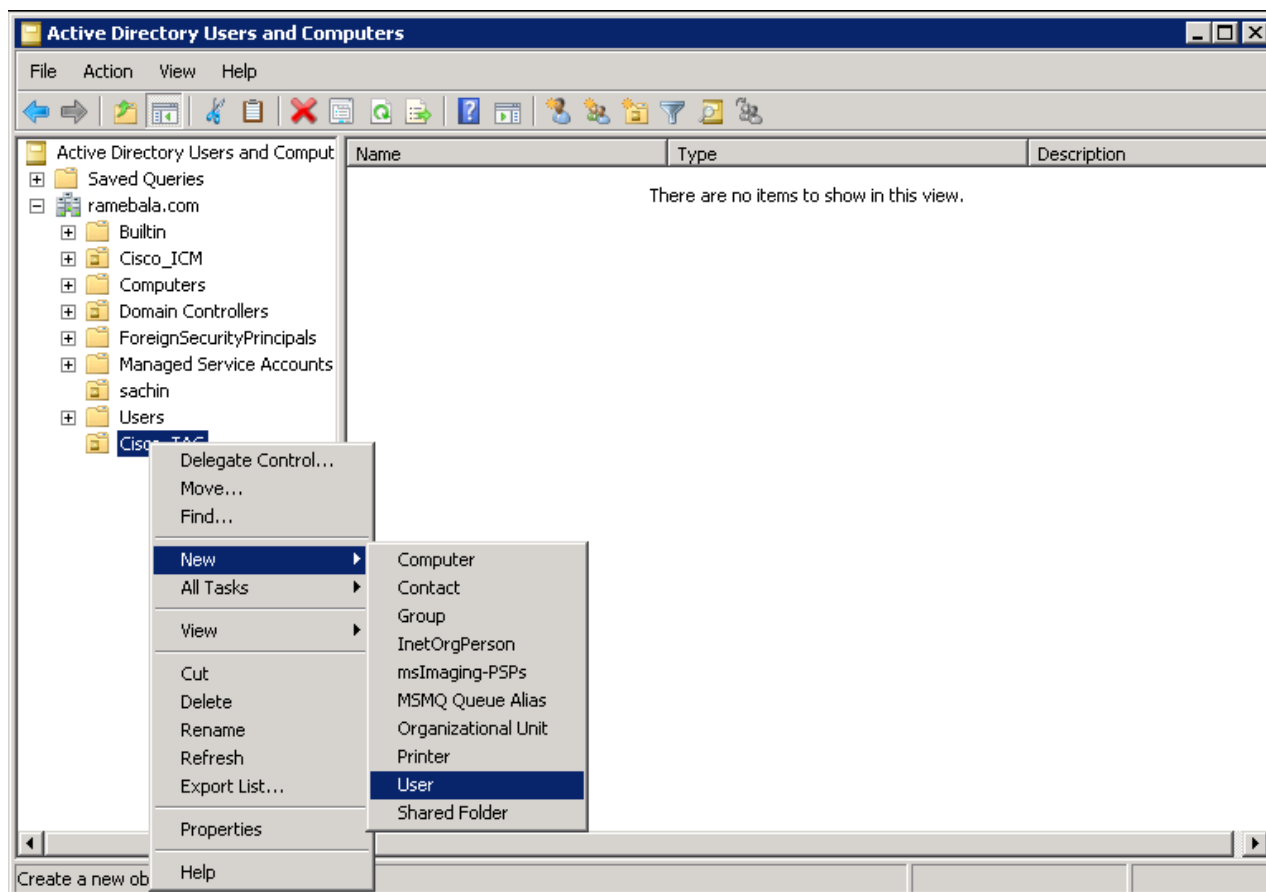 Active Directory Users and Computers
File Action View Help
Active Directory Users and Comput
Name Type Description
Saved Queries
There are no items to show in this view.
ramebala.com
Builtin
Cisco_ICM
Computers
Domain Controllers
ForeignSecurityPrincipals
Managed Service Accounts
sachin
Users
Cisco_TAC
Delegate Control...
Move...
Find...
New
All Tasks
View
Cut
Delete
Rename
Refresh
Export List...
Properties
Help
Computer
Contact
Group
InetOrgPerson
msImaging-PSPs
MSMQ Queue Alias
Organizational Unit
Printer
User
Shared Folder
Create a new ob